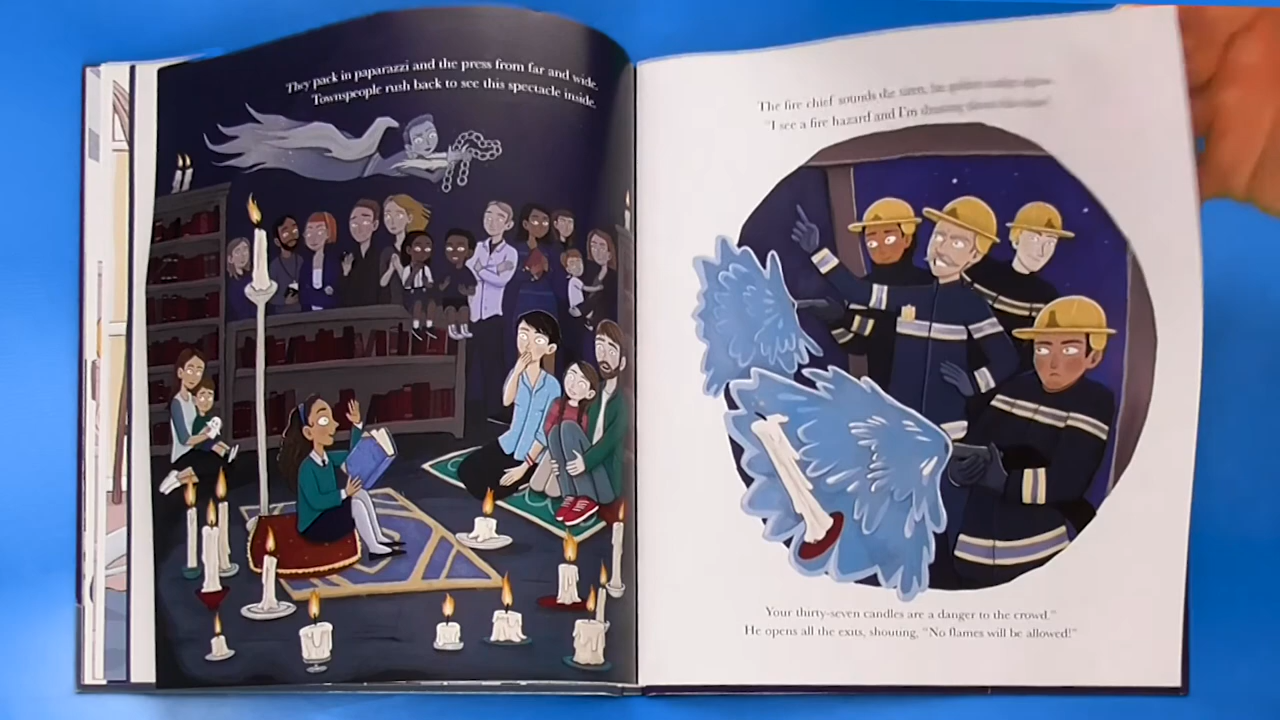 They pack in paparazzi and the press from far and wide.
Townspeople rush back to see this spectacle inside.
The fire chief sounds the siren,
"I see a fire hazard and I'm
Your thirty-seven candles are a danger to the crowd."
He opens all the exits, shouting, "No flames will be allowed!"